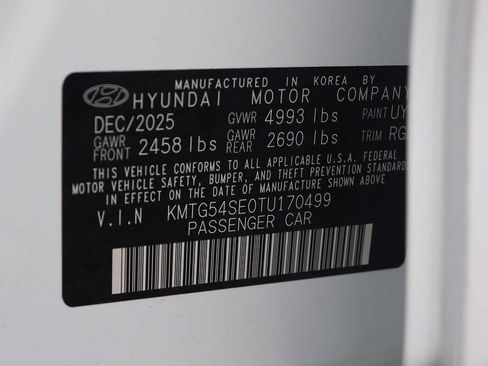 MANUFACTURED IN KOREA BY
HYUNDAI MOTOR COMPANY
DEC/2025 GVWR 4993 lbs PAINT UY
GAWR FRONT 2458 lbs GAWR REAR 2690 lbs TRIM RG
THIS VEHICLE CONFORMS TO ALL APPLICABLE U.S.A. FEDERAL
MOTOR VEHICLE SAFETY, BUMPER, AND THEFT PREVENTION STANDARDS
IN EFFECT ON THE DATE OF MANUFACTURE SHOWN ABOVE.
V.I.N KMTG54SE0TU170499
PASSENGER CAR